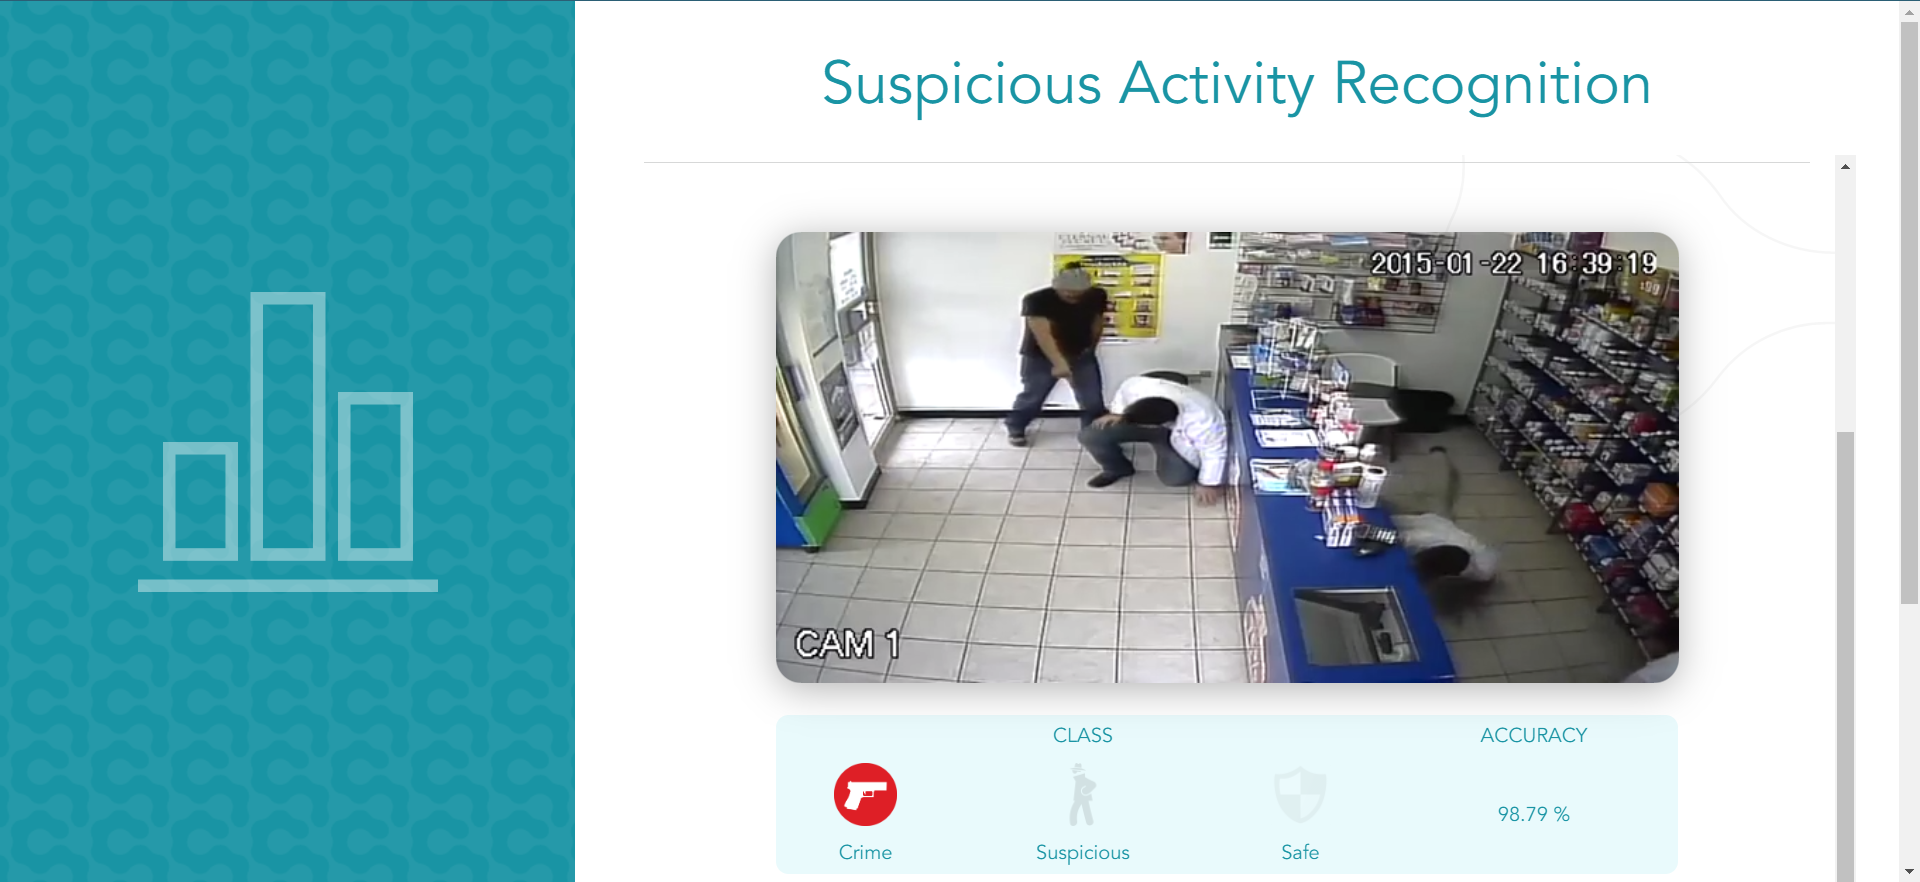 Suspicious Activity Recognition
2015-01-22 16:39:19
CAM 1
CLASS
ACCURACY
98.79 %
Crime
Suspicious
Safe